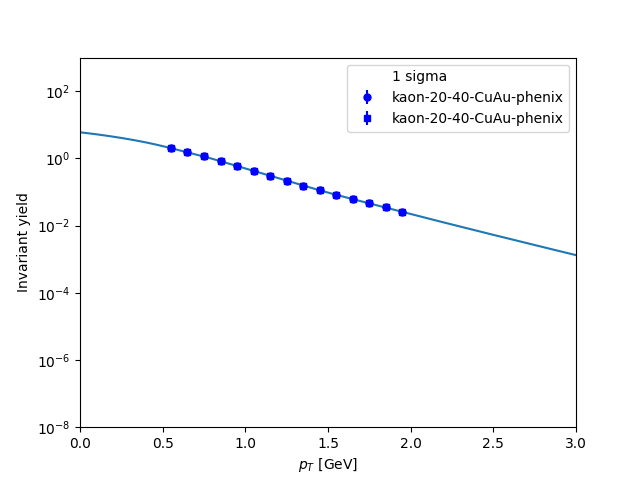 1 sigma
kaon-20-40-CuAu-phenix
kaon-20-40-CuAu-phenix
Invariant yield
10²
10⁰
10⁻²
10⁻⁴
10⁻⁶
10⁻⁸
0.0 0.5 1.0 1.5 2.0 2.5 3.0
p_T [GeV]